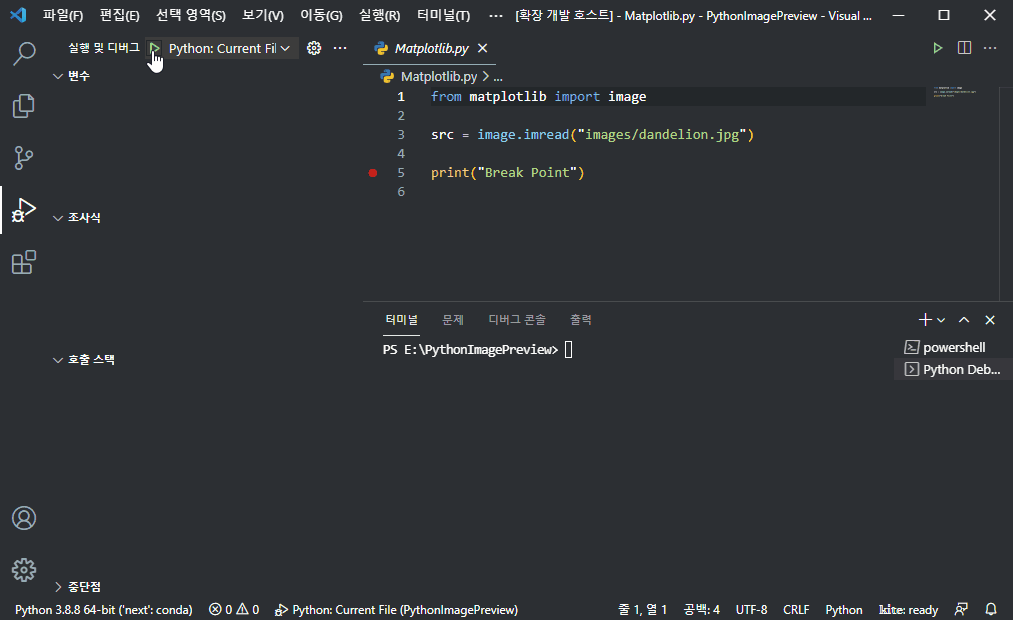 파일(F) 편집(E) 선택 영역(S) 보기(V) 이동(G) 실행(R) 터미널(T) ··· [확장 개발 호스트] - Matplotlib.py - PythonImagePreview - Visual ...
실행 및 디버그 Python: Current Fil ···
Matplotlib.py
변수
Matplotlib.py > ...
1 from matplotlib import image
2
3 src = image.imread("images/dandelion.jpg")
4
5 print("Break Point")
6
조사식
터미널 문제 디버그 콘솔 출력
PS E:\PythonImagePreview>
powershell
Python Deb...
호출 스택
중단점
Python 3.8.8 64-bit ('next': conda) 0 0 Python: Current File (PythonImagePreview) 줄 1, 열 1 공백: 4 UTF-8 CRLF Python kite: ready